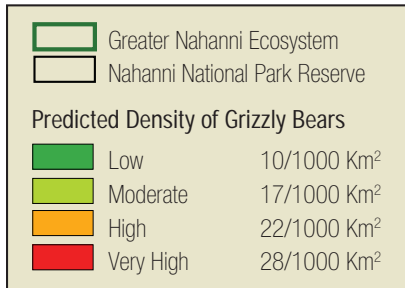 Greater Nahanni Ecosystem
Nahanni National Park Reserve
Predicted Density of Grizzly Bears
Low 10/1000 Km²
Moderate 17/1000 Km²
High 22/1000 Km²
Very High 28/1000 Km²